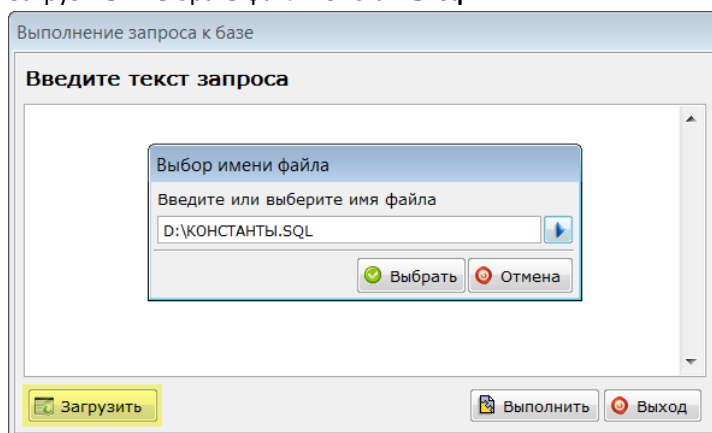 Выполнение запроса к базе
Введите текст запроса
Выбор имени файла
Введите или выберите имя файла
D:\КОНСТАНТЫ.SQL
Выбрать Отмена
Загрузить Выполнить Выход